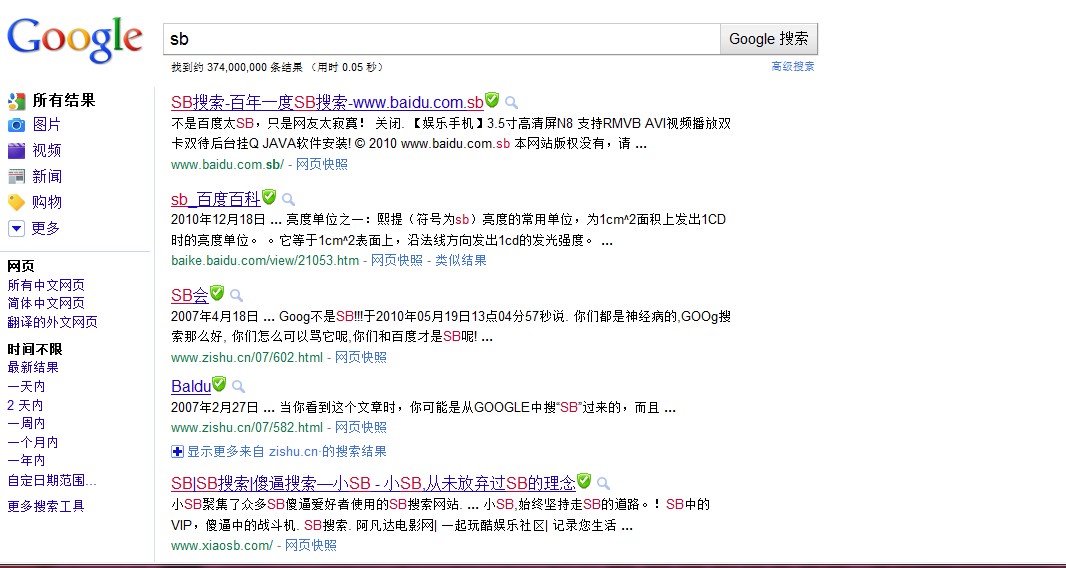 Google
sb
Google 搜索
找到约 374,000,000 条结果 （用时 0.05 秒）
高级搜索
所有结果
图片
视频
新闻
购物
更多
网页
所有中文网页
简体中文网页
翻译的外文网页
时间不限
最新结果
一天内
2 天内
一周内
一个月内
一年内
自定日期范围...
更多搜索工具
SB搜索-百年一度SB搜索-www.baidu.com.sb
不是百度太SB，只是网友太寂寞！ 关闭. 【娱乐手机】3.5寸高清屏N8 支持RMVB AVI视频播放双
卡双待后台挂Q JAVA软件安装! © 2010 www.baidu.com.sb 本网站版权没有，请 ...
www.baidu.com.sb/ - 网页快照
sb_百度百科
2010年12月18日 ... 亮度单位之一：熙提（符号为sb）亮度的常用单位，为1cm^2面积上发出1CD
时的亮度单位。 。它等于1cm^2表面上，沿法线方向发出1cd的发光强度。 ...
baike.baidu.com/view/21053.htm - 网页快照 - 类似结果
SB会
2007年4月18日 ... Goog不是SB!!!于2010年05月19日13点04分57秒说. 你们都是神经病的,GOOg搜
索那么好, 你们怎么可以骂它呢,你们和百度才是SB呢! ...
www.zishu.cn/07/602.html - 网页快照
Baldu
2007年2月27日 ... 当你看到这个文章时，你可能是从GOOGLE中搜“SB”过来的，而且 ...
www.zishu.cn/07/582.html - 网页快照
显示更多来自 zishu.cn 的搜索结果
SB|SB搜索|傻逼搜索—小SB - 小SB,从未放弃过SB的理念
小SB聚集了众多SB傻逼爱好者使用的SB搜索网站. ... 小SB,始终坚持走SB的道路。！SB中的
VIP，傻逼中的战斗机. SB搜索. 阿凡达电影网| 一起玩酷娱乐社区| 记录您生活 ...
www.xiaosb.com/ - 网页快照